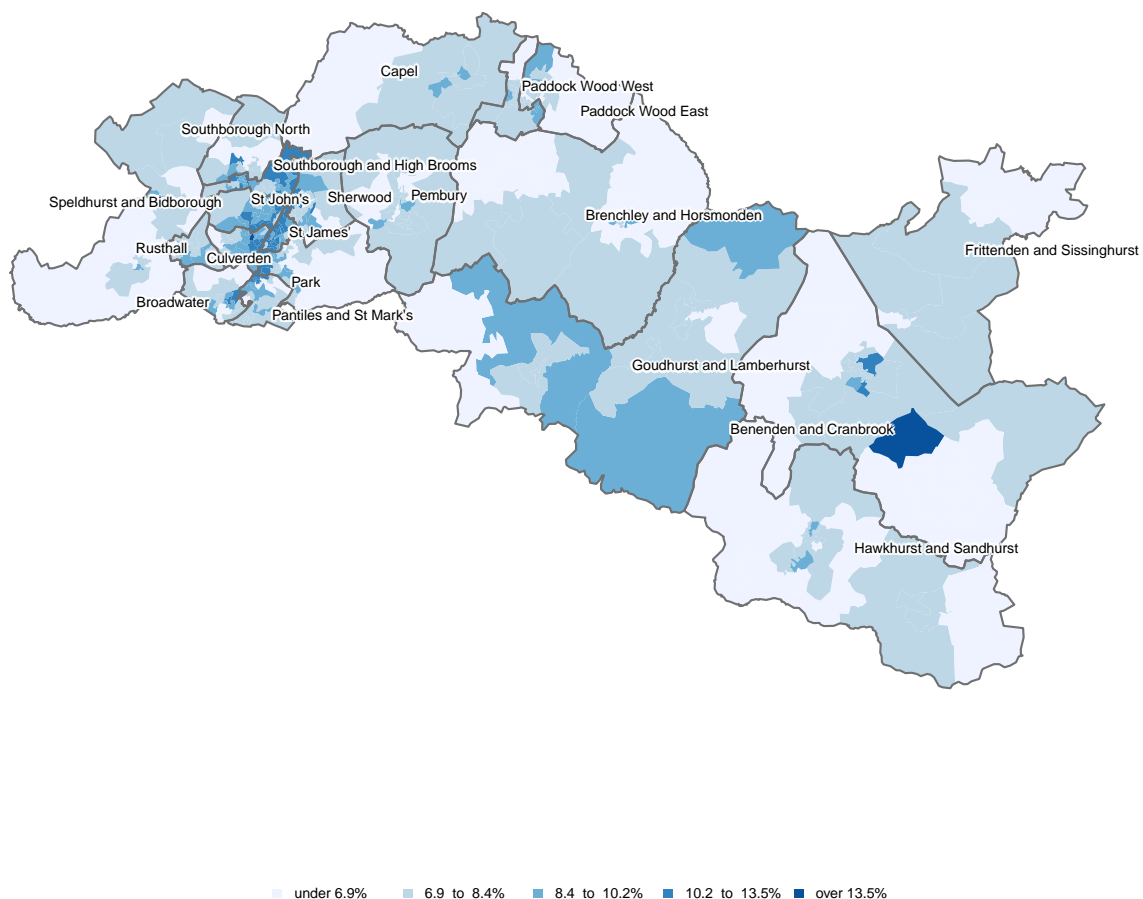 Capel
Paddock Wood West
Paddock Wood East
Southborough North
Southborough and High Brooms
Speldhurst and Bidborough
St John's
Sherwood
Pembury
Brenchley and Horsmonden
St James'
Rusthall
Culverden
Frittenden and Sissinghurst
Park
Broadwater
Pantiles and St Mark's
Goudhurst and Lamberhurst
Benenden and Cranbrook
Hawkhurst and Sandhurst
under 6.9% 6.9 to 8.4% 8.4 to 10.2% 10.2 to 13.5% over 13.5%